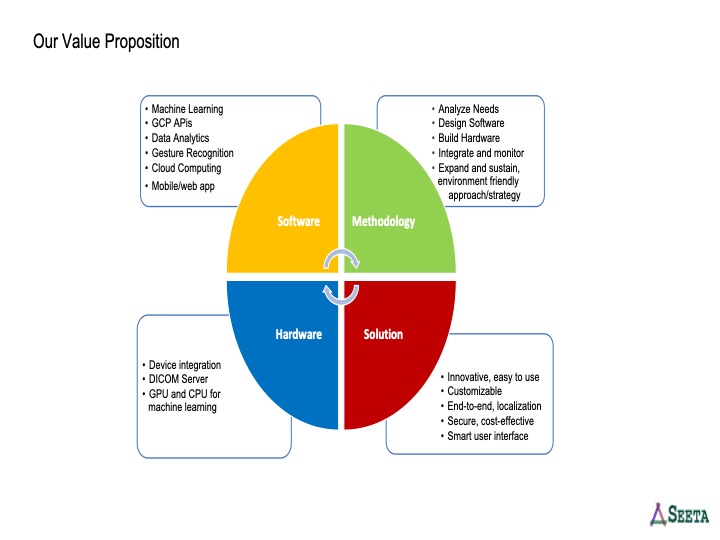 Our Value Proposition
• Machine Learning
• GCP APIs
• Data Analytics
• Gesture Recognition
• Cloud Computing
• Mobile/web app
• Analyze Needs
• Design Software
• Build Hardware
• Integrate and monitor
• Expand and sustain,
environment friendly
approach/strategy
Software
Methodology
Hardware
Solution
• Device integration
• DICOM Server
• GPU and CPU for
machine learning
• Innovative, easy to use
• Customizable
• End-to-end, localization
• Secure, cost-effective
• Smart user interface
SEETA